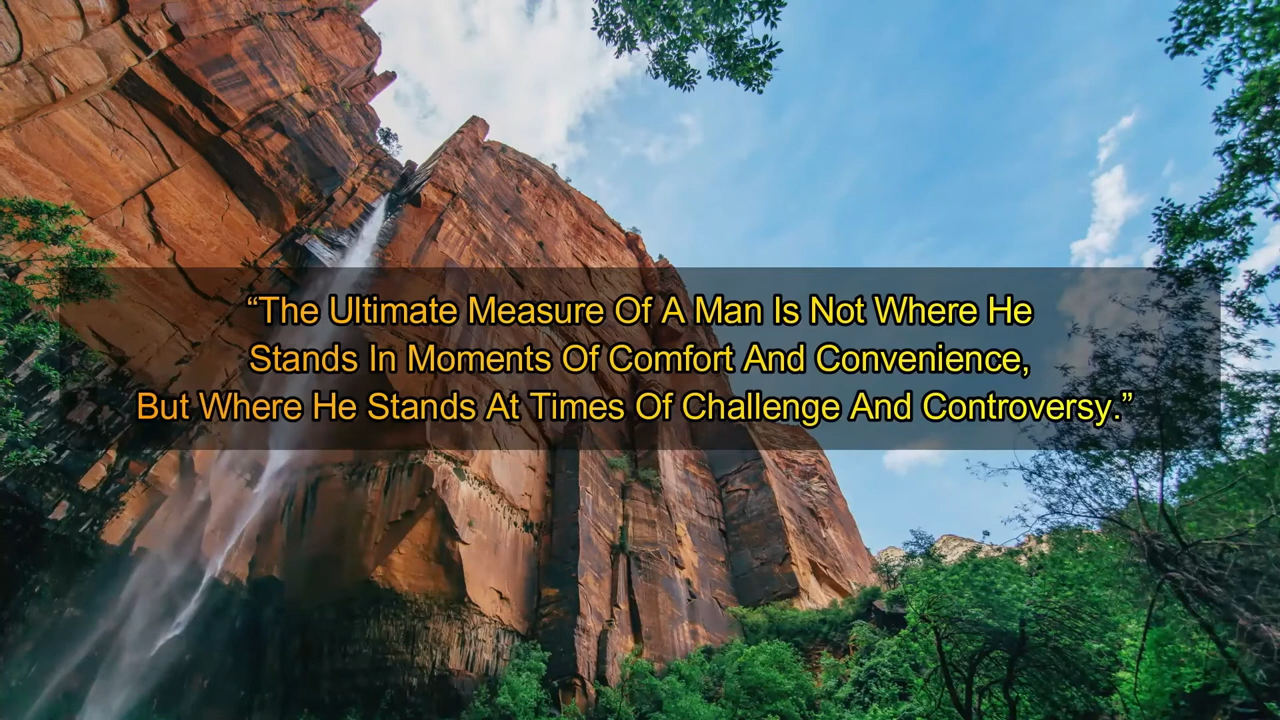 “The Ultimate Measure Of A Man Is Not Where He
Stands In Moments Of Comfort And Convenience,
But Where He Stands At Times Of Challenge And Controversy.”